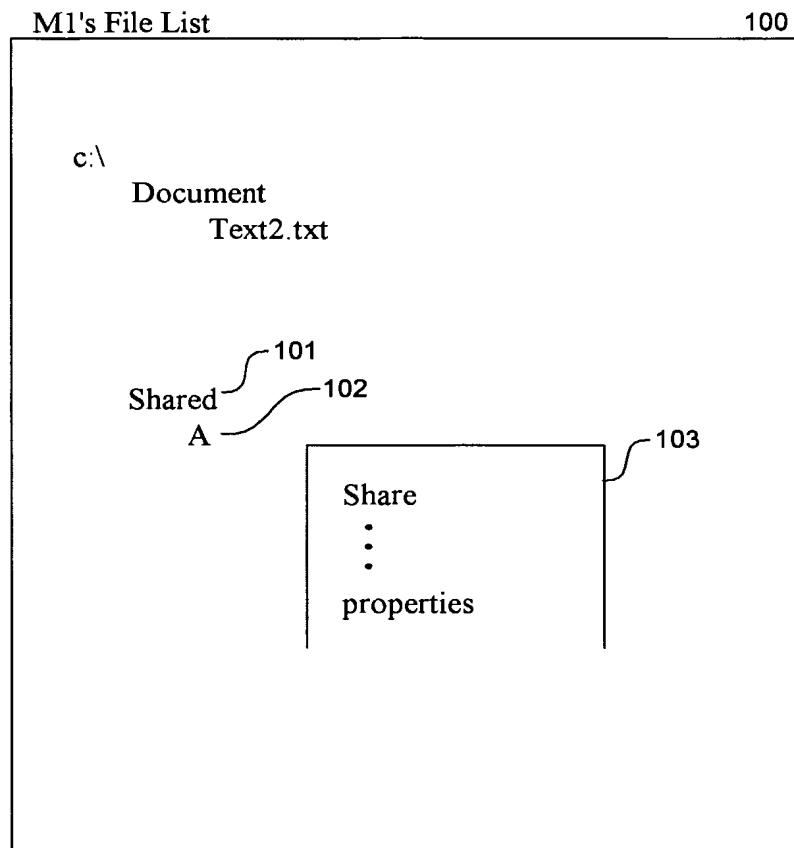 M1's File List 100
c:\
Document
Text2.txt
101
Shared
102
A
103
Share
properties